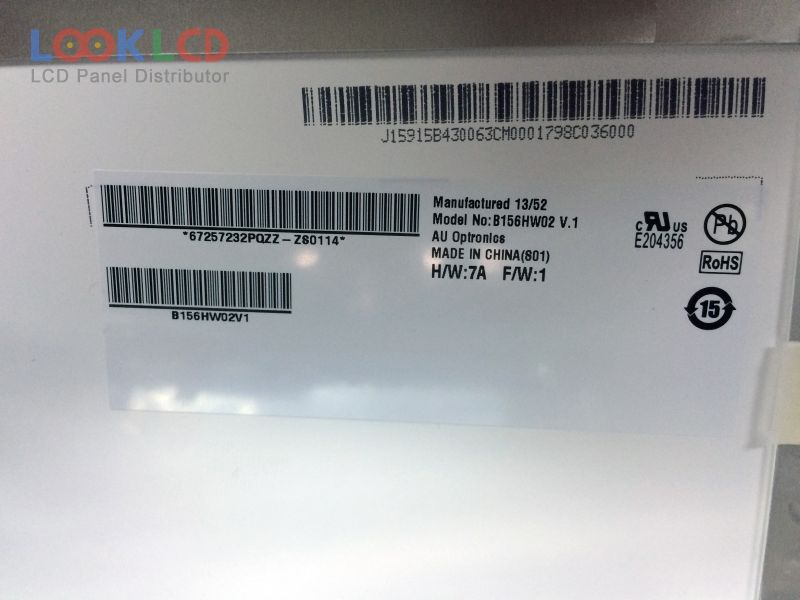 LOOKLCD
LCD Panel Distributor
J15915B430063CM0001798C036000
*67257232PQZZ-ZS0114*
B156HW02V1
Manufactured 13/52
Model No:B156HW02 V.1
AU Optronics
MADE IN CHINA(801)
H/W:7A F/W:1
C US
E204356
Pb
RoHS
15